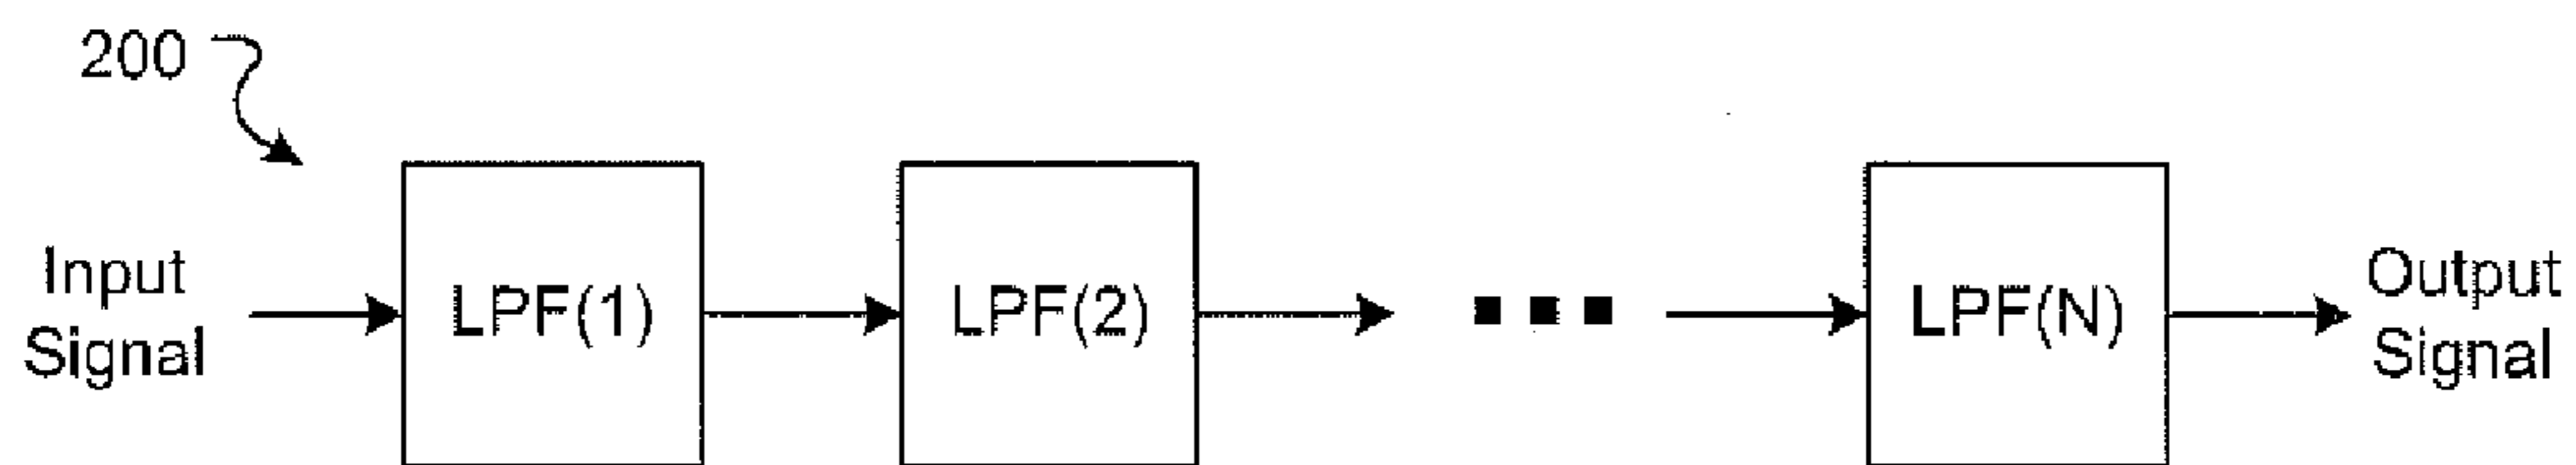 200
Input
Signal
LPF(1)
LPF(2)
LPF(N)
Output
Signal